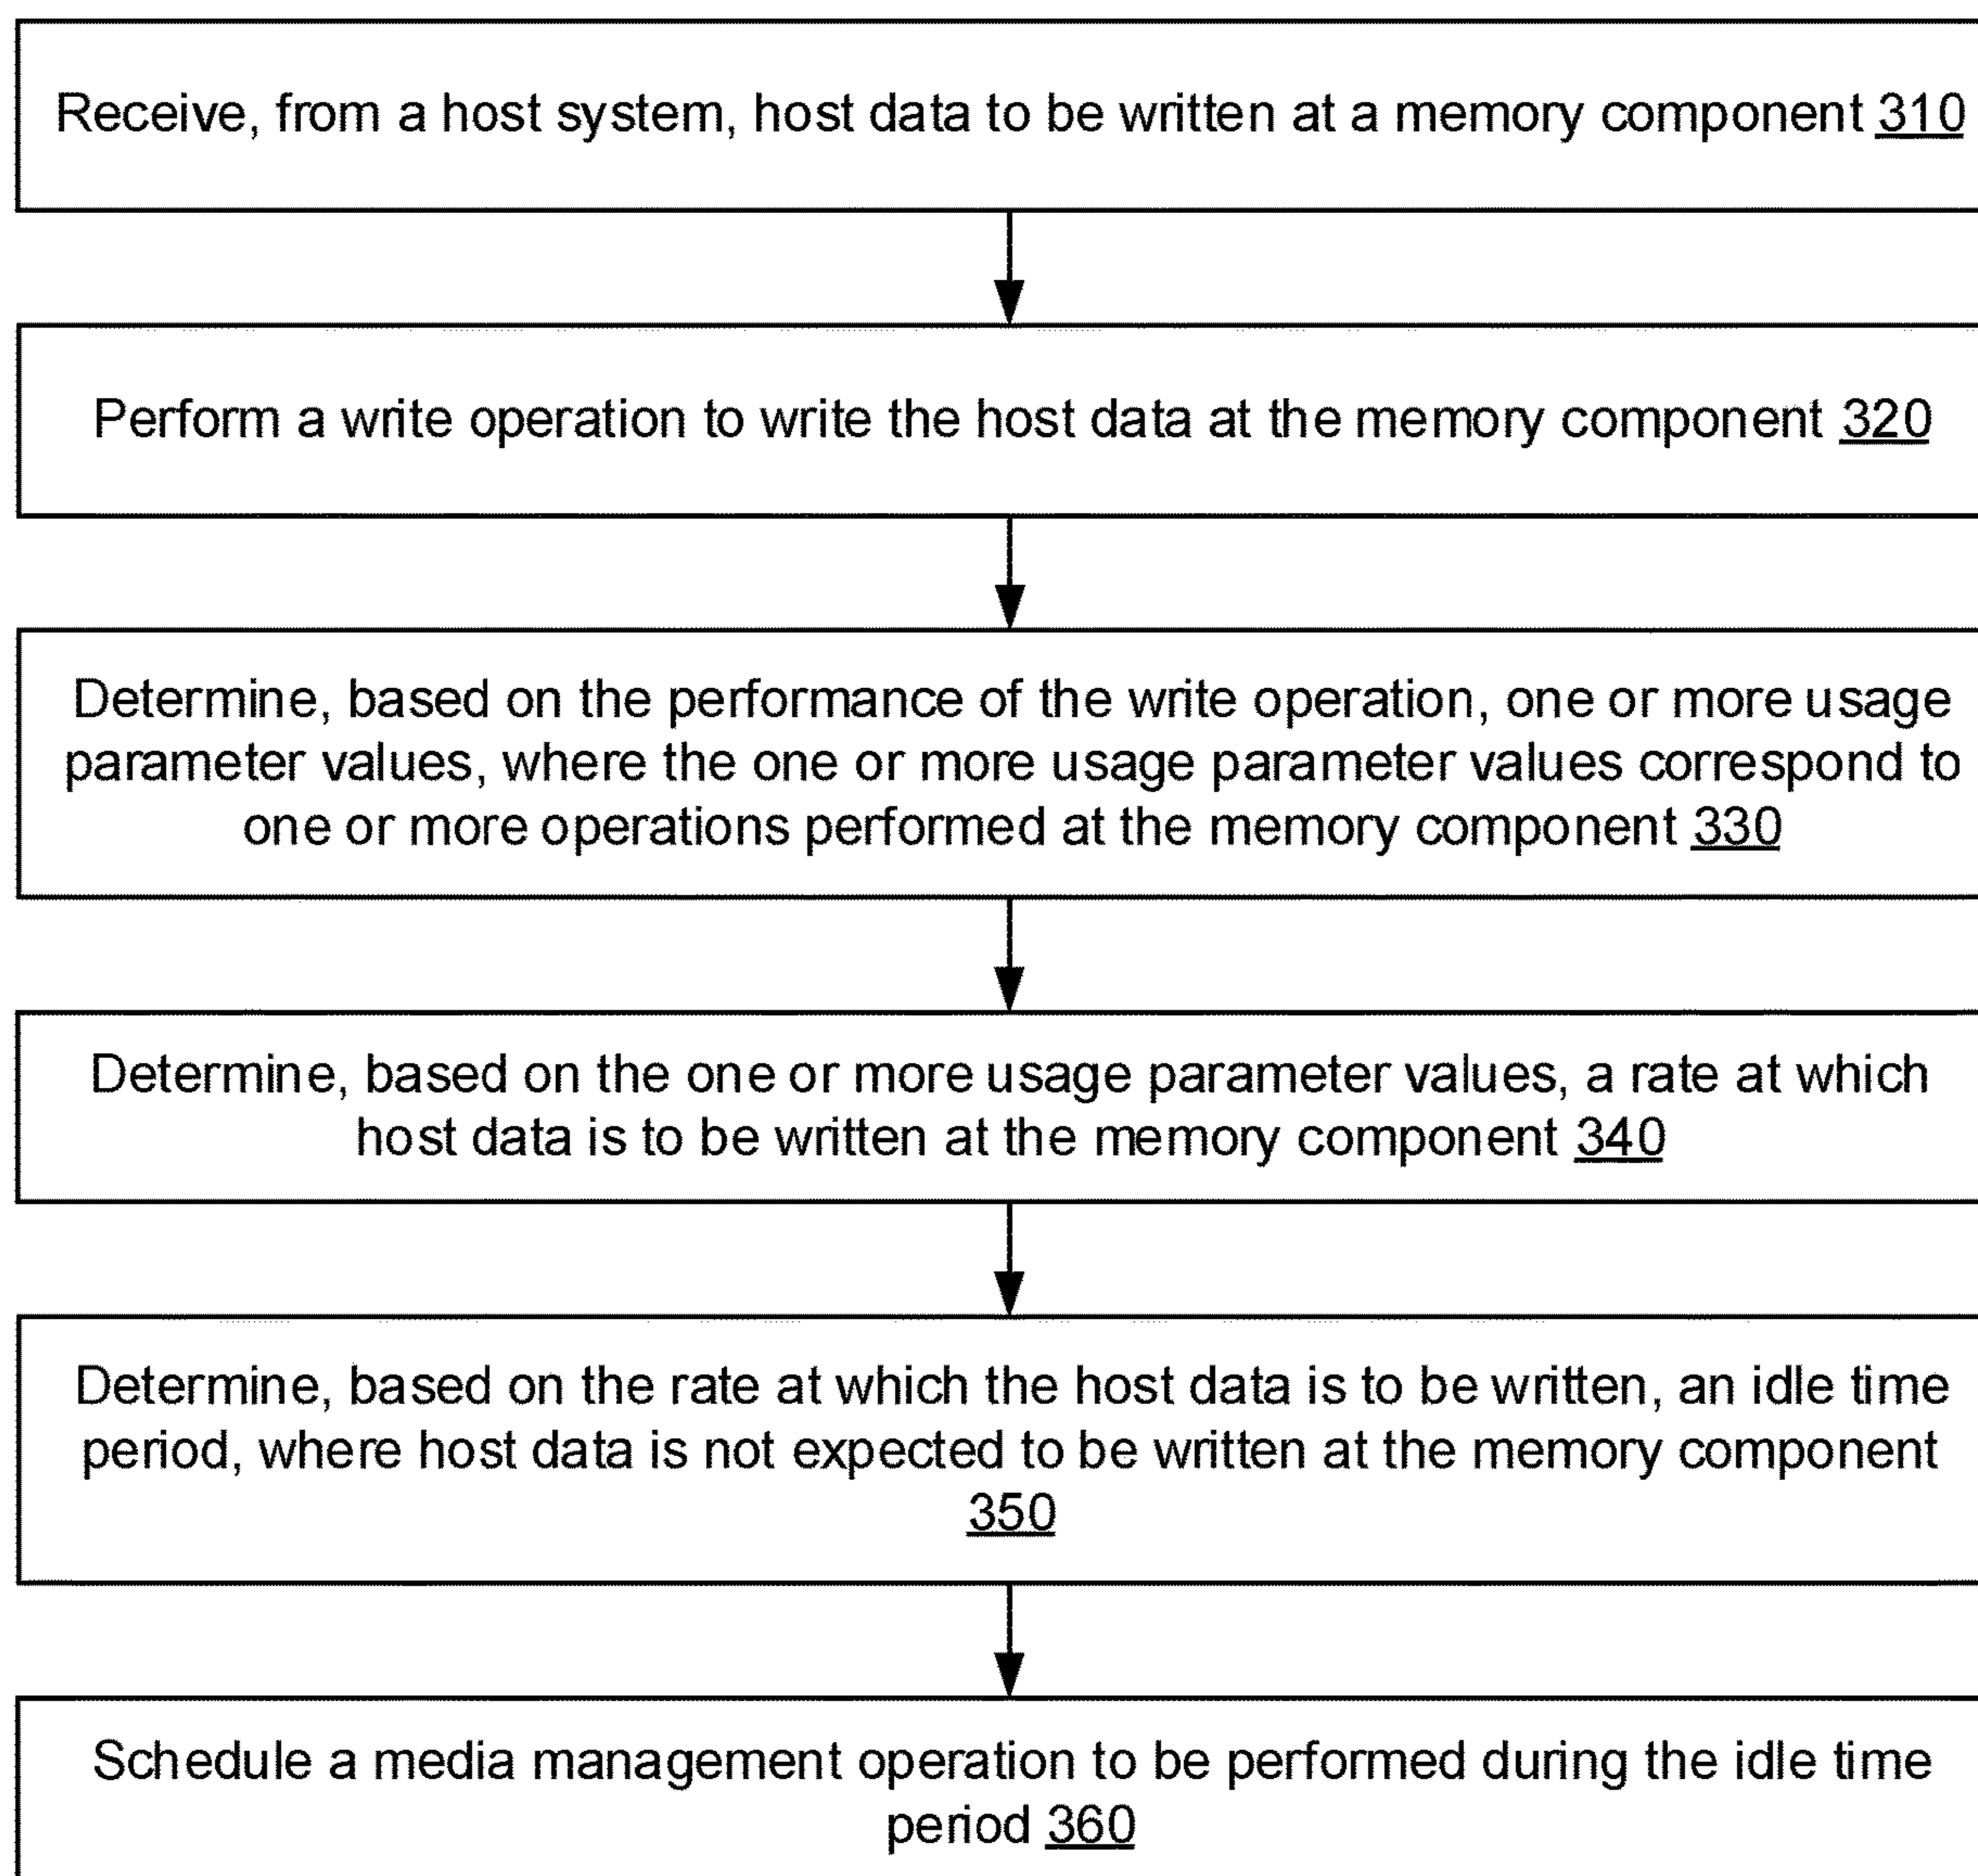 Receive, from a host system, host data to be written at a memory component 310
Perform a write operation to write the host data at the memory component 320
Determine, based on the performance of the write operation, one or more usage
parameter values, where the one or more usage parameter values correspond to
one or more operations performed at the memory component 330
Determine, based on the one or more usage parameter values, a rate at which
host data is to be written at the memory component 340
Determine, based on the rate at which the host data is to be written, an idle time
period, where host data is not expected to be written at the memory component
350
Schedule a media management operation to be performed during the idle time
period 360